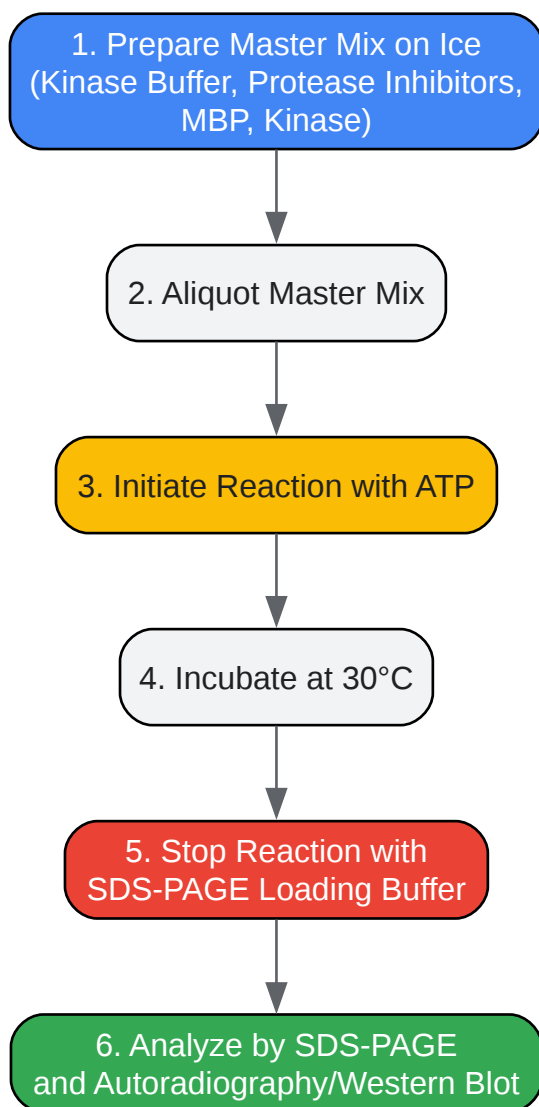 1. Prepare Master Mix on Ice
(Kinase Buffer, Protease Inhibitors,
MBP, Kinase)
2. Aliquot Master Mix
3. Initiate Reaction with ATP
4. Incubate at 30°C
5. Stop Reaction with
SDS-PAGE Loading Buffer
6. Analyze by SDS-PAGE
and Autoradiography/Western Blot